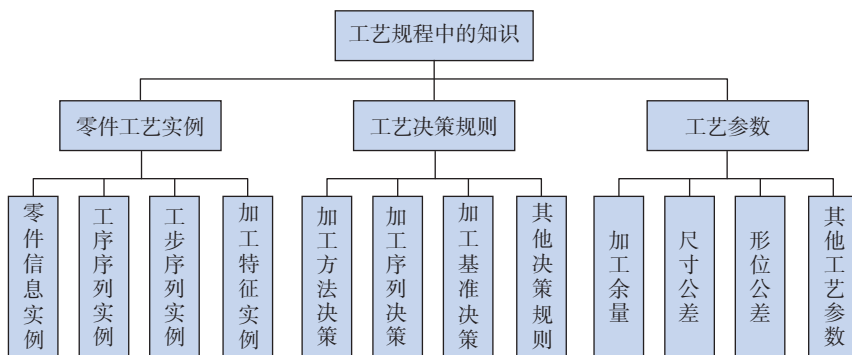 工艺规程中的知识
零件工艺实例
工艺决策规则
工艺参数
零件信息实例
工序序列实例
工步序列实例
加工特征实例
加工方法决策
加工序列决策
加工基准决策
其他决策规则
加工余量
尺寸公差
形位公差
其他工艺参数